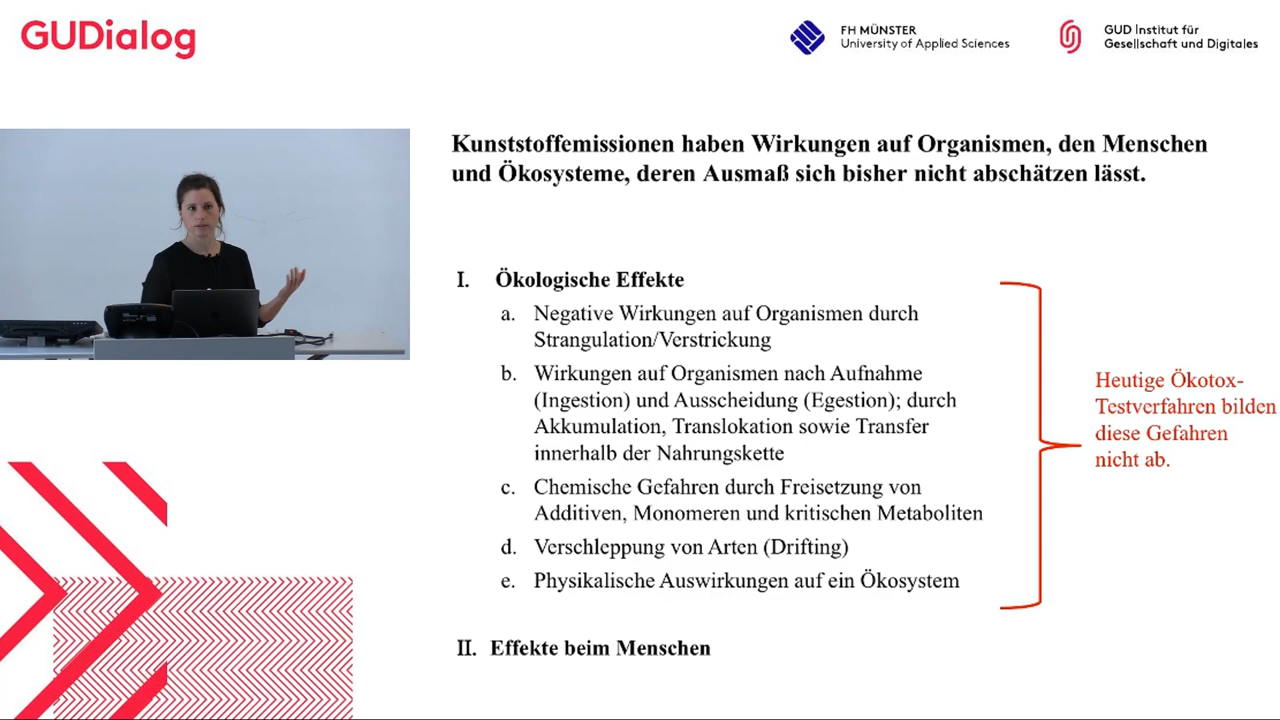 GUDialog
FH MÜNSTER
University of Applied Sciences
GUD Institut für
Gesellschaft und Digitales
Kunststoffemissionen haben Wirkungen auf Organismen, den Menschen
und Ökosysteme, deren Ausmaß sich bisher nicht abschätzen lässt.
I. Ökologische Effekte
a. Negative Wirkungen auf Organismen durch
Strangulation/Verstrickung
b. Wirkungen auf Organismen nach Aufnahme
(Ingestion) und Ausscheidung (Egestion); durch
Akkumulation, Translokation sowie Transfer
innerhalb der Nahrungskette
c. Chemische Gefahren durch Freisetzung von
Additiven, Monomeren und kritischen Metaboliten
d. Verschleppung von Arten (Drifting)
e. Physikalische Auswirkungen auf ein Ökosystem
Heutige Ökotox-
Testverfahren bilden
diese Gefahren
nicht ab.
II. Effekte beim Menschen